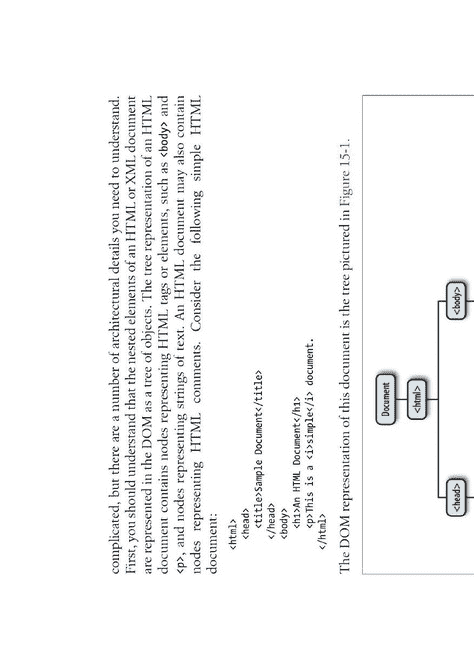 complicated, but there are a number of architectural details you need to understand.
First, you should understand that the nested elements of an HTML or XML document
are represented in the DOM as a tree of objects. The tree representation of an HTML
document contains nodes representing HTML tags or elements, such as <body> and
<p>, and nodes representing strings of text. An HTML document may also contain
nodes representing HTML comments. Consider the following simple HTML
document:
<html>
<head>
<title>Sample Document</title>
</head>
<body>
<h1>An HTML Document</h1>
<p>This is a <i>simple</i> document.
</html>
The DOM representation of this document is the tree pictured in Figure 15-1.
Document
<html>
<head> <body>